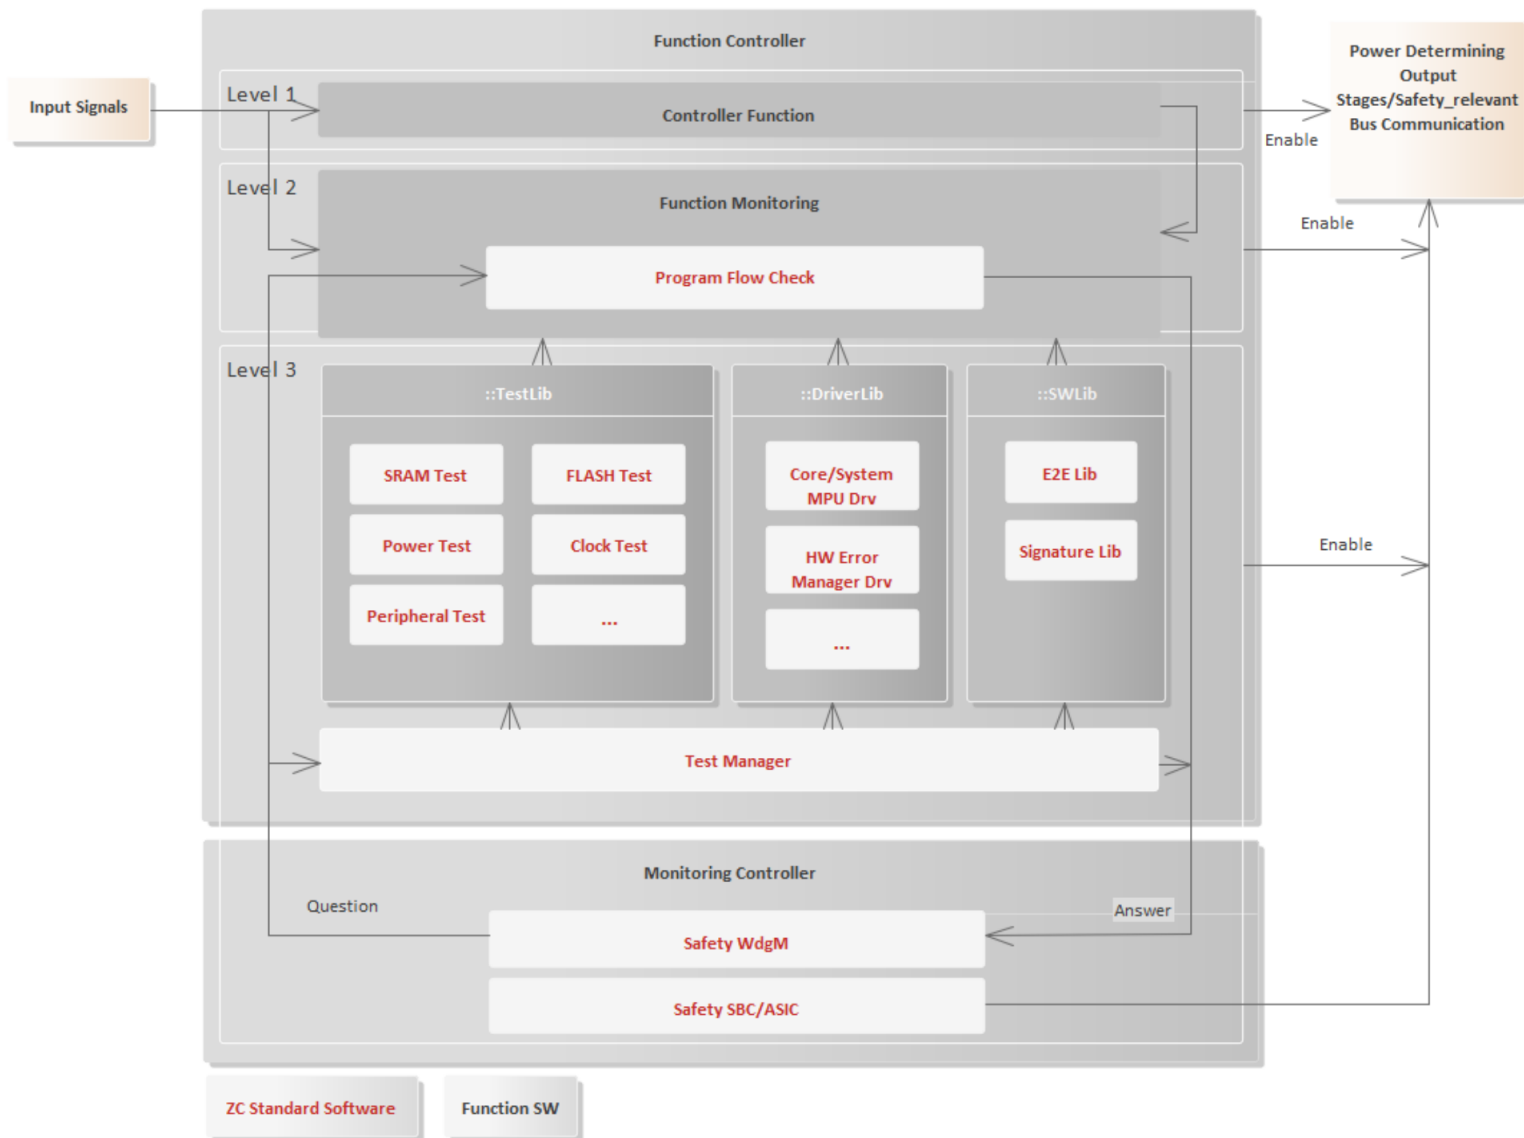 Function Controller
Input Signals
Level 1
Controller Function
Enable
Power Determining
Output
Stages/Safety_relevant
Bus Communication
Level 2
Function Monitoring
Program Flow Check
Enable
Level 3
::TestLib
SRAM Test
FLASH Test
Power Test
Clock Test
Peripheral Test
...
::DriverLib
Core/System
MPU Drv
HW Error
Manager Drv
...
::SWLib
E2E Lib
Signature Lib
Enable
Test Manager
Monitoring Controller
Question
Answer
Safety WdgM
Safety SBC/ASIC
ZC Standard Software
Function SW